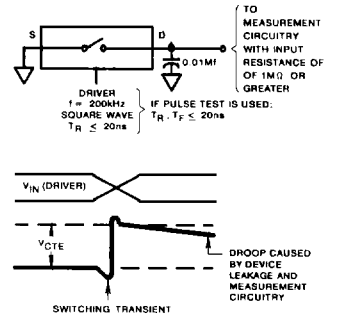 TO
MEASUREMENT
CIRCUITRY
WITH INPUT
RESISTANCE OF
OF 1MΩ OR
GREATER
S
D
0.01Mf
DRIVER
f = 200kHz
SQUARE WAVE
TR ≤ 20ns
IF PULSE TEST IS USED:
TR, TF ≤ 20ns
VIN (DRIVER)
VCTE
DROOP CAUSED
BY DEVICE
LEAKAGE AND
MEASUREMENT
CIRCUITRY
SWITCHING TRANSIENT